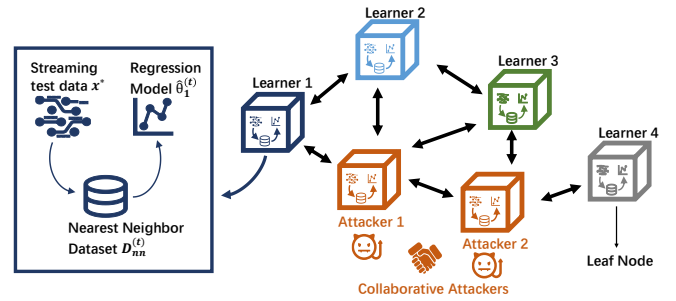 Learner 2
Streaming
test data x*
Regression
Model θ̂₁⁽ᵗ⁾
Learner 1
Learner 3
Learner 4
Nearest Neighbor
Dataset Dₙₙ⁽ᵗ⁾
Attacker 1
Attacker 2
Leaf Node
Collaborative Attackers